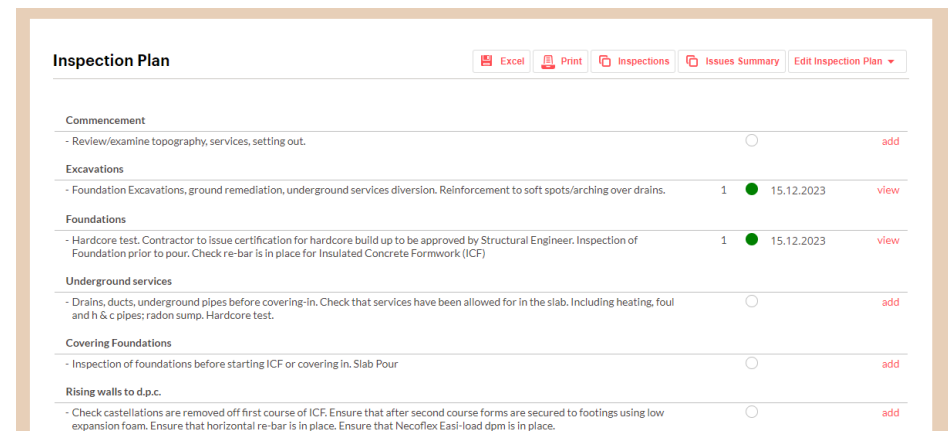 Inspection Plan
Excel
Print
Inspections
Issues Summary
Edit Inspection Plan
Commencement
- Review/examine topography, services, setting out.
add
Excavations
- Foundation Excavations, ground remediation, underground services diversion. Reinforcement to soft spots/arching over drains.
1
15.12.2023
view
Foundations
- Hardcore test. Contractor to issue certification for hardcore build up to be approved by Structural Engineer. Inspection of
Foundation prior to pour. Check re-bar is in place for Insulated Concrete Formwork (ICF)
1
15.12.2023
view
Underground services
- Drains, ducts, underground pipes before covering-in. Check that services have been allowed for in the slab. Including heating, foul
and h & c pipes; radon sump. Hardcore test.
add
Covering Foundations
- Inspection of foundations before starting ICF or covering in. Slab Pour
add
Rising walls to d.p.c.
- Check castellations are removed off first course of ICF. Ensure that after second course forms are secured to footings using low
expansion foam. Ensure that horizontal re-bar is in place. Ensure that Necoflex Easi-load dpm is in place.
add